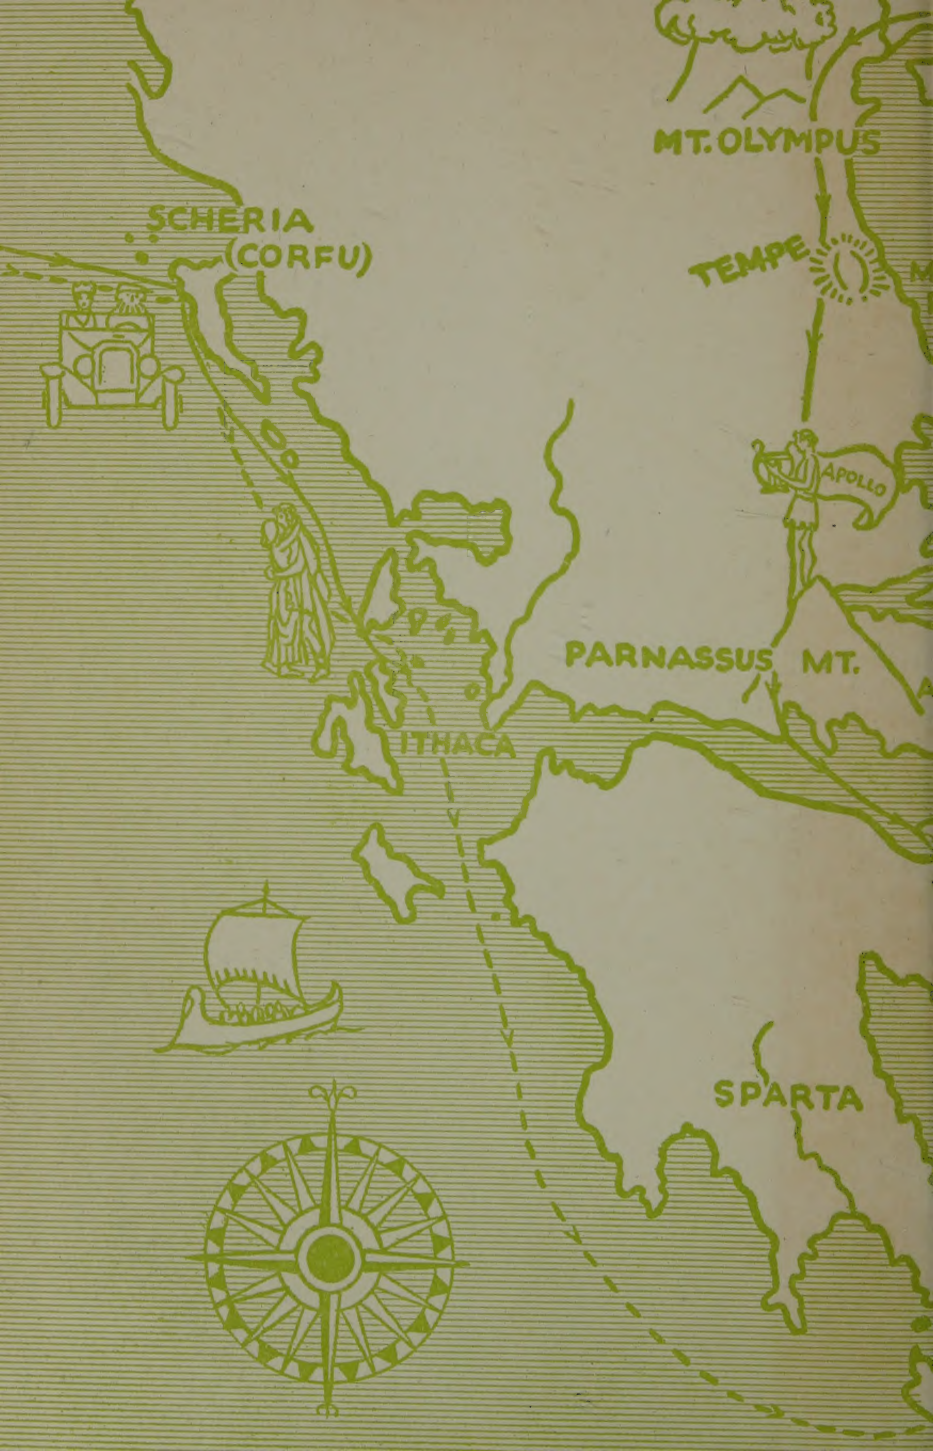 MT. OLYMPUS
SCHERIA
(CORFU)
TEMPE
APOLLO
PARNASSUS MT.
ITHACA
SPARTA